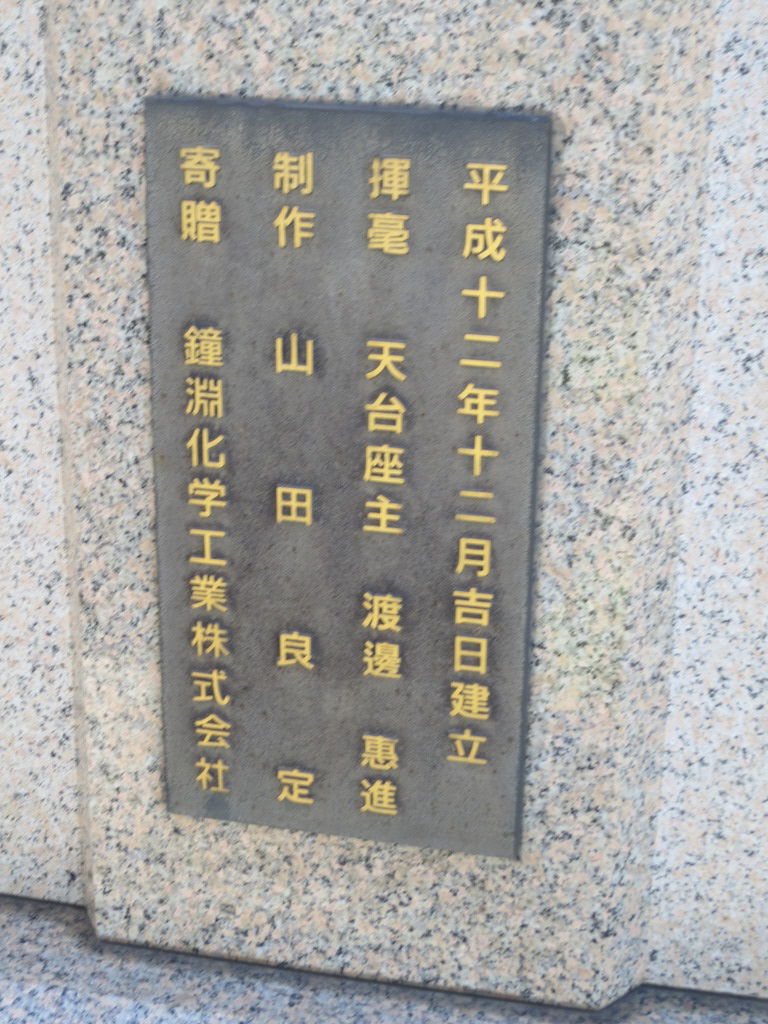 平成十二年十二月吉日建立
揮毫 天台座主 渡邊 惠進
制作 山田良定
寄贈 鐘淵化学工業株式会社